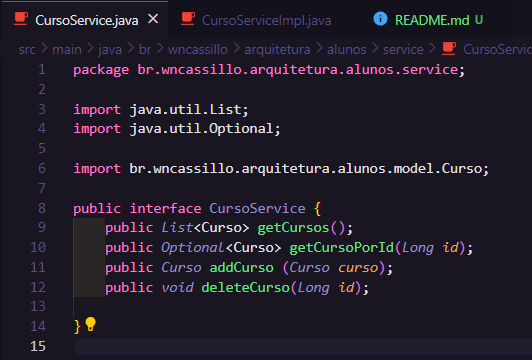 CursoService.java × CursoServiceImpl.java README.md U
src > main > java > br > wncassillo > arquitetura > alunos > service > CursoServic
1 package br.wncassillo.arquitetura.alunos.service;
2
3 import java.util.List;
4 import java.util.Optional;
5
6 import br.wncassillo.arquitetura.alunos.model.Curso;
7
8 public interface CursoService {
9 public List<Curso> getCursos();
10 public Optional<Curso> getCursoPorId(Long id);
11 public Curso addCurso (Curso curso);
12 public void deleteCurso(Long id);
13
14 }
15